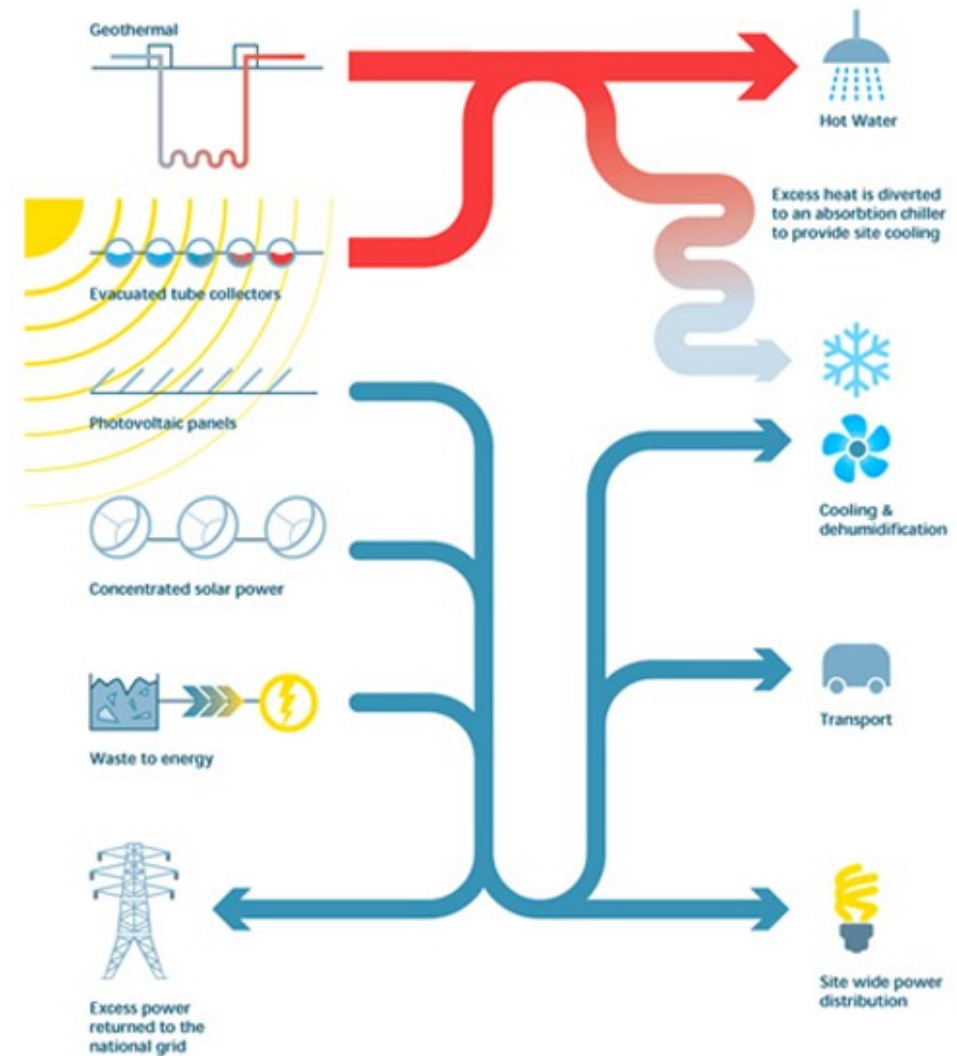 Geothermal
Hot Water
Excess heat is diverted
to an absorbtion chiller
to provide site cooling
Evacuated tube collectors
Photovoltaic panels
Cooling &
dehumidification
Concentrated solar power
Transport
Waste to energy
Site wide power
distribution
Excess power
returned to the
national grid